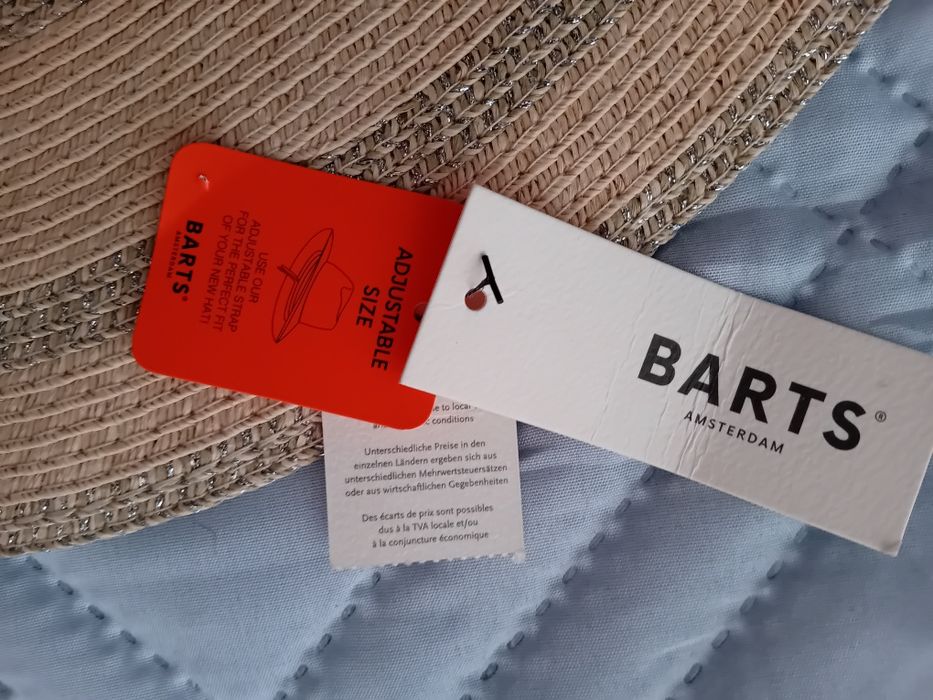 ADJUSTABLE
SIZE
USE OUR
ADJUSTABLE STRAP
FOR THE PERFECT FIT
OF YOUR NEW HAT!
BARTS®
AMSTERDAM
BARTS®
AMSTERDAM
to local
conditions
Unterschiedliche Preise in den
einzelnen Ländern ergeben sich aus
unterschiedlichen Mehrwertsteuersätzen
oder aus wirtschaftlichen Gegebenheiten
Des écarts de prix sont possibles
dus à la TVA locale et/ou
à la conjuncture économique